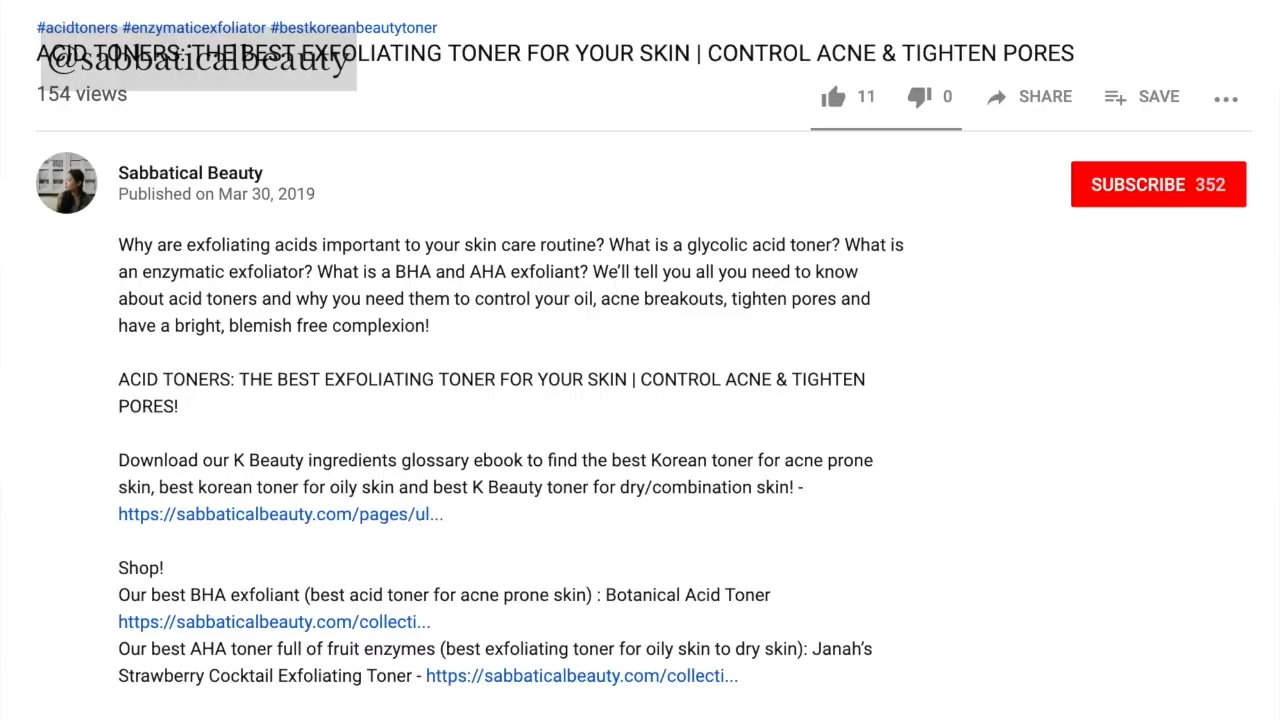 #acidtoners #enzymaticexfoliator #bestkoreanbeautytoner
ACID TONERS: THE BEST EXFOLIATING TONER FOR YOUR SKIN | CONTROL ACNE & TIGHTEN PORES
@sabbaticalbeauty
154 views
11 0 SHARE SAVE
Sabbatical Beauty
Published on Mar 30, 2019
SUBSCRIBE 352
Why are exfoliating acids important to your skin care routine? What is a glycolic acid toner? What is
an enzymatic exfoliator? What is a BHA and AHA exfoliant? We’ll tell you all you need to know
about acid toners and why you need them to control your oil, acne breakouts, tighten pores and
have a bright, blemish free complexion!
ACID TONERS: THE BEST EXFOLIATING TONER FOR YOUR SKIN | CONTROL ACNE & TIGHTEN
PORES!
Download our K Beauty ingredients glossary ebook to find the best Korean toner for acne prone
skin, best korean toner for oily skin and best K Beauty toner for dry/combination skin! -
https://sabbaticalbeauty.com/pages/ul...
Shop!
Our best BHA exfoliant (best acid toner for acne prone skin) : Botanical Acid Toner
https://sabbaticalbeauty.com/collecti...
Our best AHA toner full of fruit enzymes (best exfoliating toner for oily skin to dry skin): Janah’s
Strawberry Cocktail Exfoliating Toner - https://sabbaticalbeauty.com/collecti...